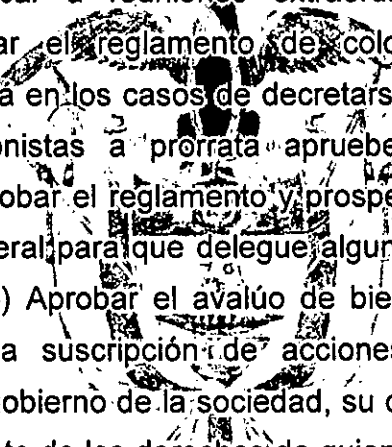 ar el reglamento de colo
á en los casos de decretars
onistas a prorrata aprueb
obar el reglamento y prospe
eral para que delegue algun
) Aprobar el avalúo de bie
a suscripción de acciones
obierno de la sociedad, su